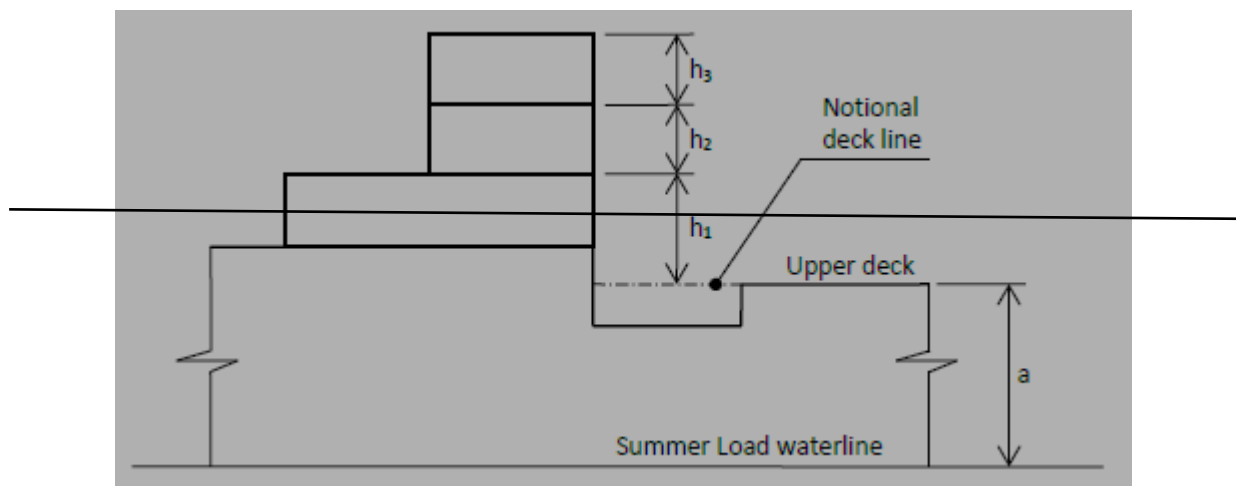 h₃
Notional
deck line
h₂
h₁
Upper deck
a
Summer Load waterline